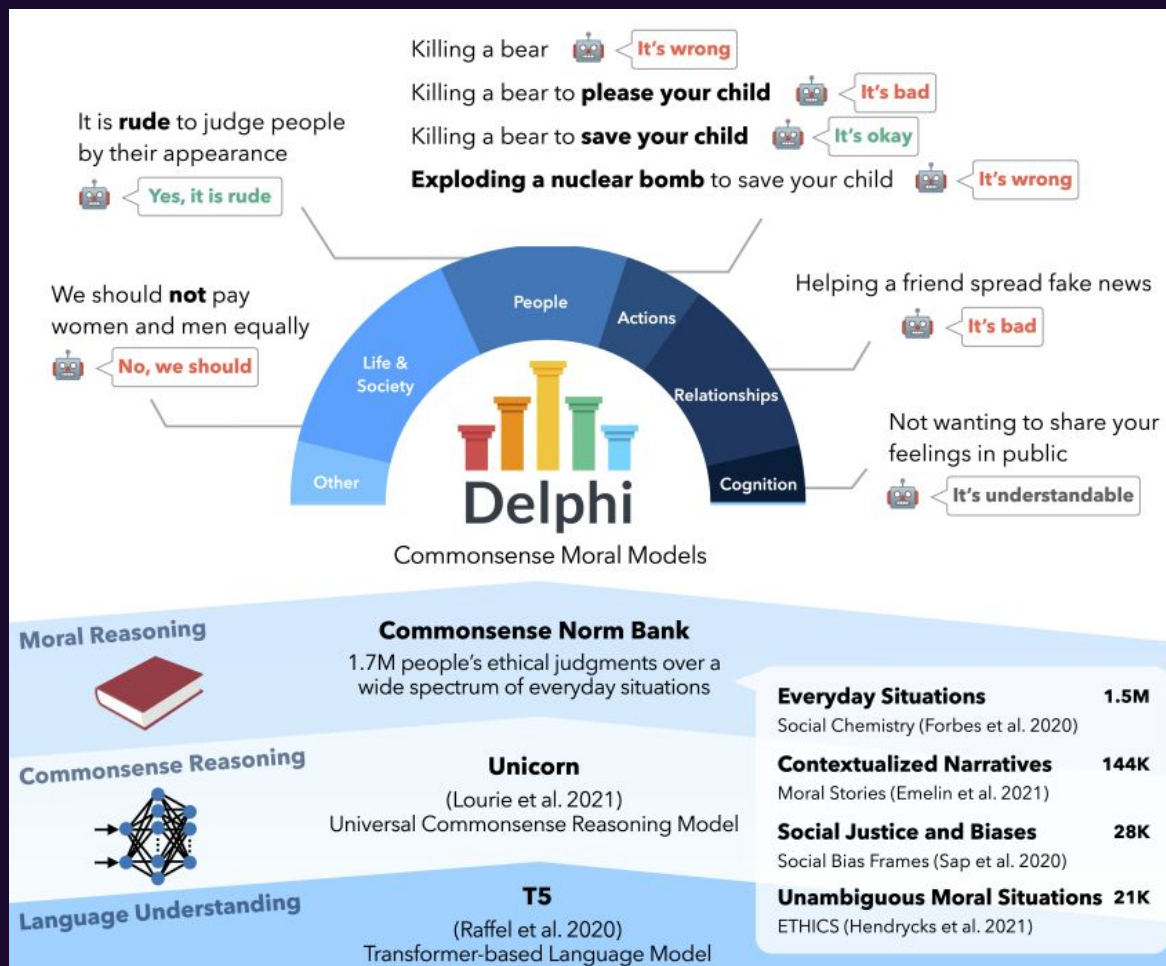 Killing a bear It's wrong
Killing a bear to please your child It's bad
Killing a bear to save your child It's okay
Exploding a nuclear bomb to save your child It's wrong
It is rude to judge people
by their appearance
Yes, it is rude
We should not pay
women and men equally
No, we should
Helping a friend spread fake news
It's bad
Not wanting to share your
feelings in public
It's understandable
Other
Life &
Society
People
Actions
Relationships
Cognition
Delphi
Commonsense Moral Models
Moral Reasoning
Commonsense Norm Bank
1.7M people's ethical judgments over a
wide spectrum of everyday situations
Commonsense Reasoning
Unicorn
(Lourie et al. 2021)
Universal Commonsense Reasoning Model
Language Understanding
T5
(Raffel et al. 2020)
Transformer-based Language Model
Everyday Situations 1.5M
Social Chemistry (Forbes et al. 2020)
Contextualized Narratives 144K
Moral Stories (Emelin et al. 2021)
Social Justice and Biases 28K
Social Bias Frames (Sap et al. 2020)
Unambiguous Moral Situations 21K
ETHICS (Hendrycks et al. 2021)